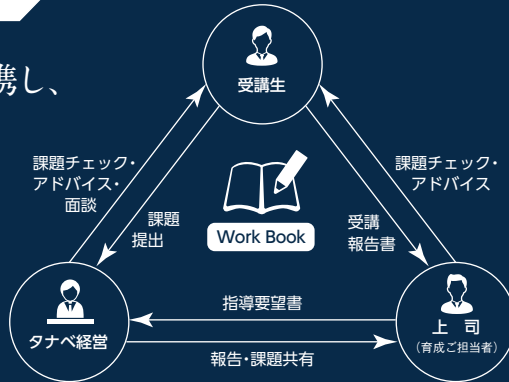 携し、
受講生
課題チェック・
アドバイス・
面談
課題チェック・
アドバイス
課題
提出
Work Book
受講
報告書
指導要望書
タナベ経営
上 司
(育成ご担当者)
報告・課題共有